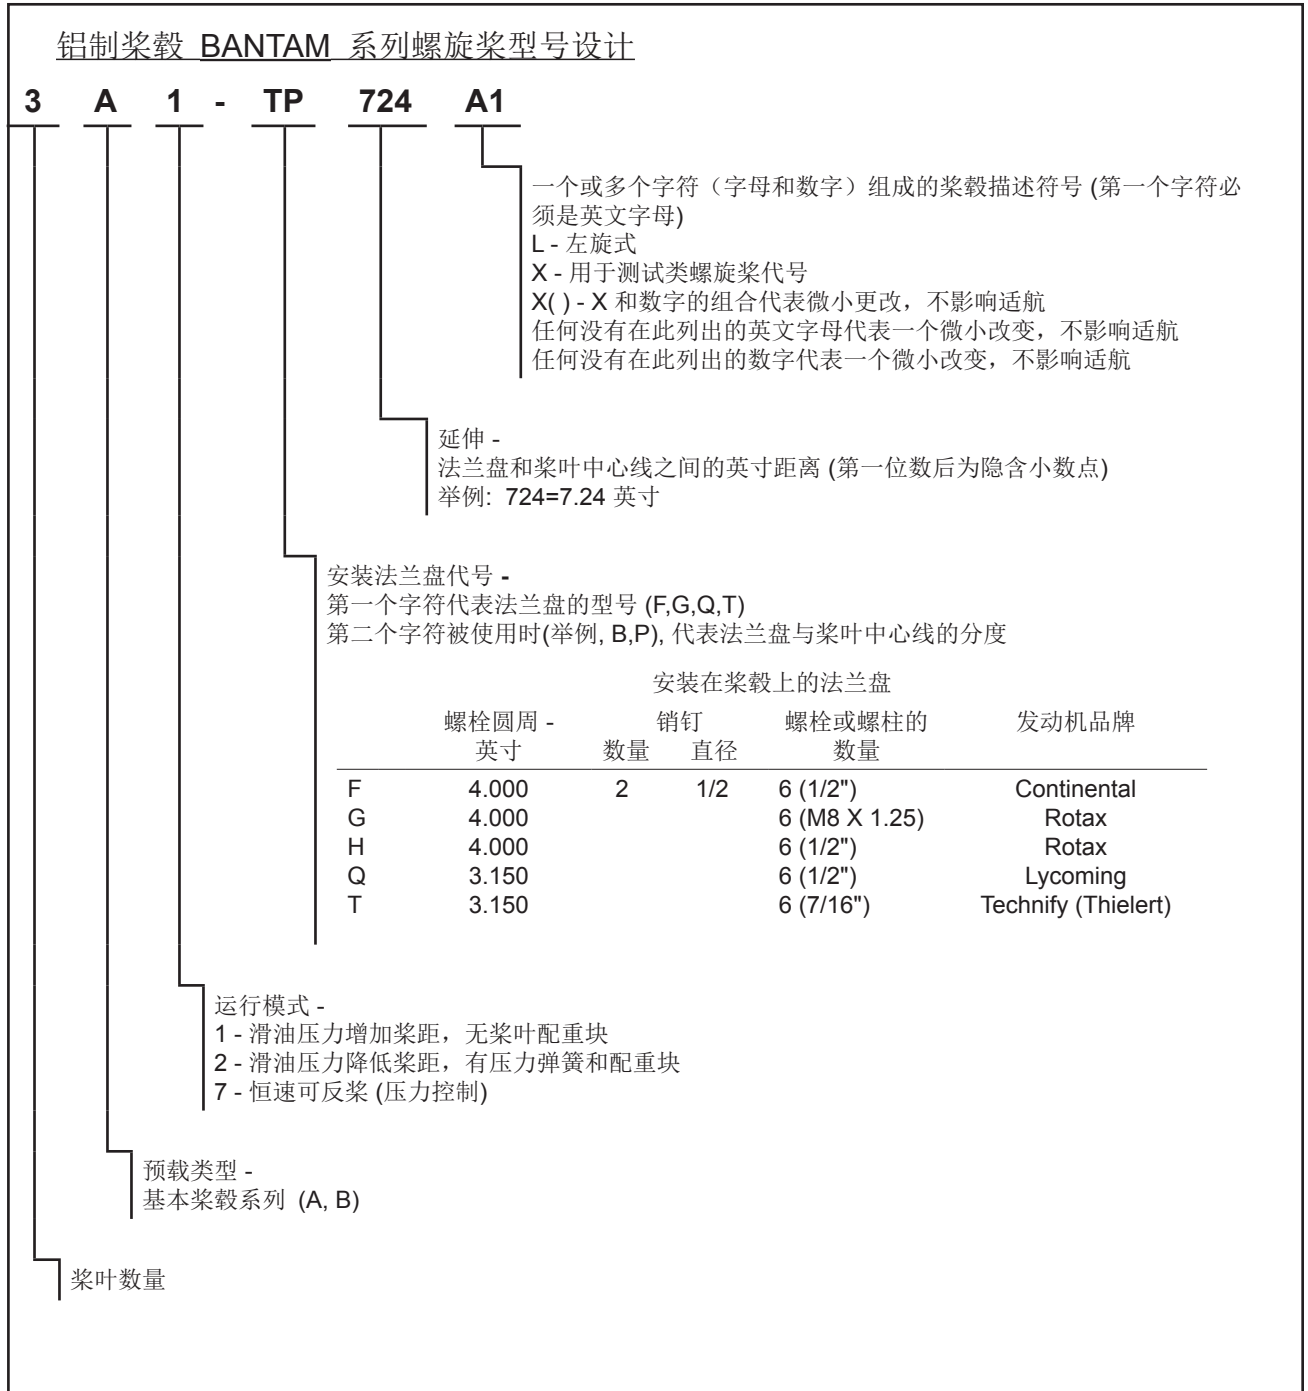 铝制桨毂 BANTAM 系列螺旋桨型号设计
3 A 1 - TP 724 A1
一个或多个字符（字母和数字）组成的桨毂描述符号 (第一个字符必
须是英文字母)
L - 左旋式
X - 用于测试类螺旋桨代号
X( ) - X 和数字的组合代表微小更改，不影响适航
任何没有在此列出的英文字母代表一个微小改变，不影响适航
任何没有在此列出的数字代表一个微小改变，不影响适航
延伸 -
法兰盘和桨叶中心线之间的英寸距离 (第一位数后为隐含小数点)
举例: 724=7.24 英寸
安装法兰盘代号 -
第一个字符代表法兰盘的型号 (F,G,Q,T)
第二个字符被使用时(举例, B,P), 代表法兰盘与桨叶中心线的分度
安装在桨毂上的法兰盘
螺栓圆周 - 销钉 螺栓或螺柱的 发动机品牌
英寸 数量 直径 数量
F 4.000 2 1/2 6 (1/2") Continental
G 4.000 6 (M8 X 1.25) Rotax
H 4.000 6 (1/2") Rotax
Q 3.150 6 (1/2") Lycoming
T 3.150 6 (7/16") Technify (Thielert)
运行模式 -
1 - 滑油压力增加桨距，无桨叶配重块
2 - 滑油压力降低桨距，有压力弹簧和配重块
7 - 恒速可反桨 (压力控制)
预载类型 -
基本桨毂系列 (A, B)
桨叶数量